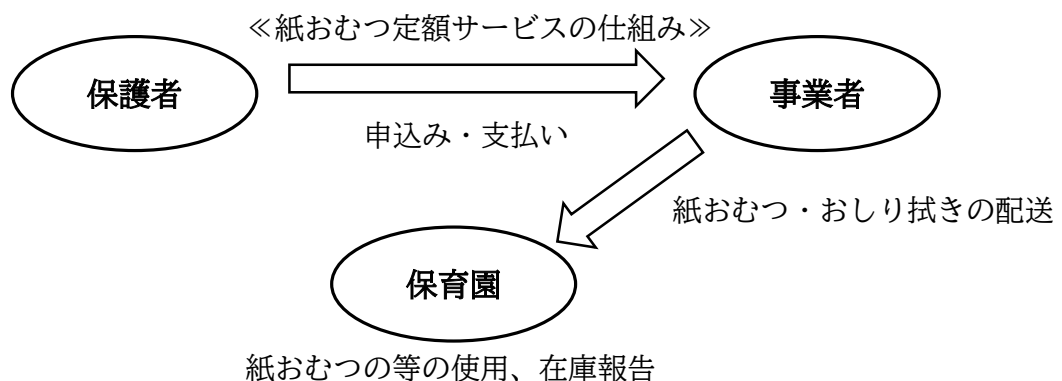 ≪紙おむつ定額サービスの仕組み≫
保護者
事業者
申込み・支払い
紙おむつ・おしり拭きの配送
保育園
紙おむつの等の使用、在庫報告